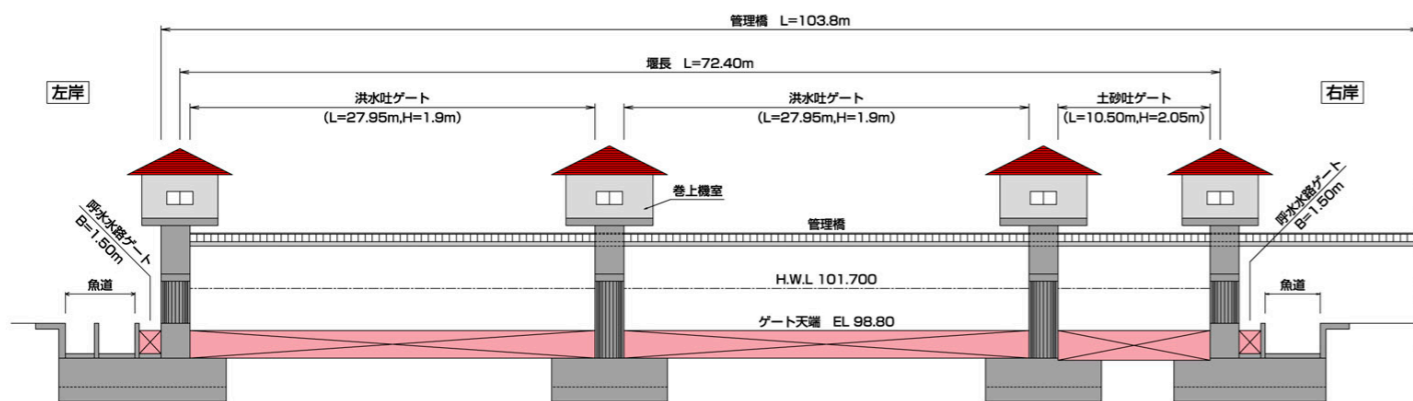 管理橋 L=103.8m
堰長 L=72.40m
左岸
右岸
洪水吐ゲート
(L=27.95m,H=1.9m)
洪水吐ゲート
(L=27.95m,H=1.9m)
土砂吐ゲート
(L=10.50m,H=2.05m)
巻上機室
呼水水路ゲート
B=1.50m
呼水水路ゲート
B=1.50m
管理橋
魚道
H.W.L 101.700
魚道
ゲート天端 EL 98.80